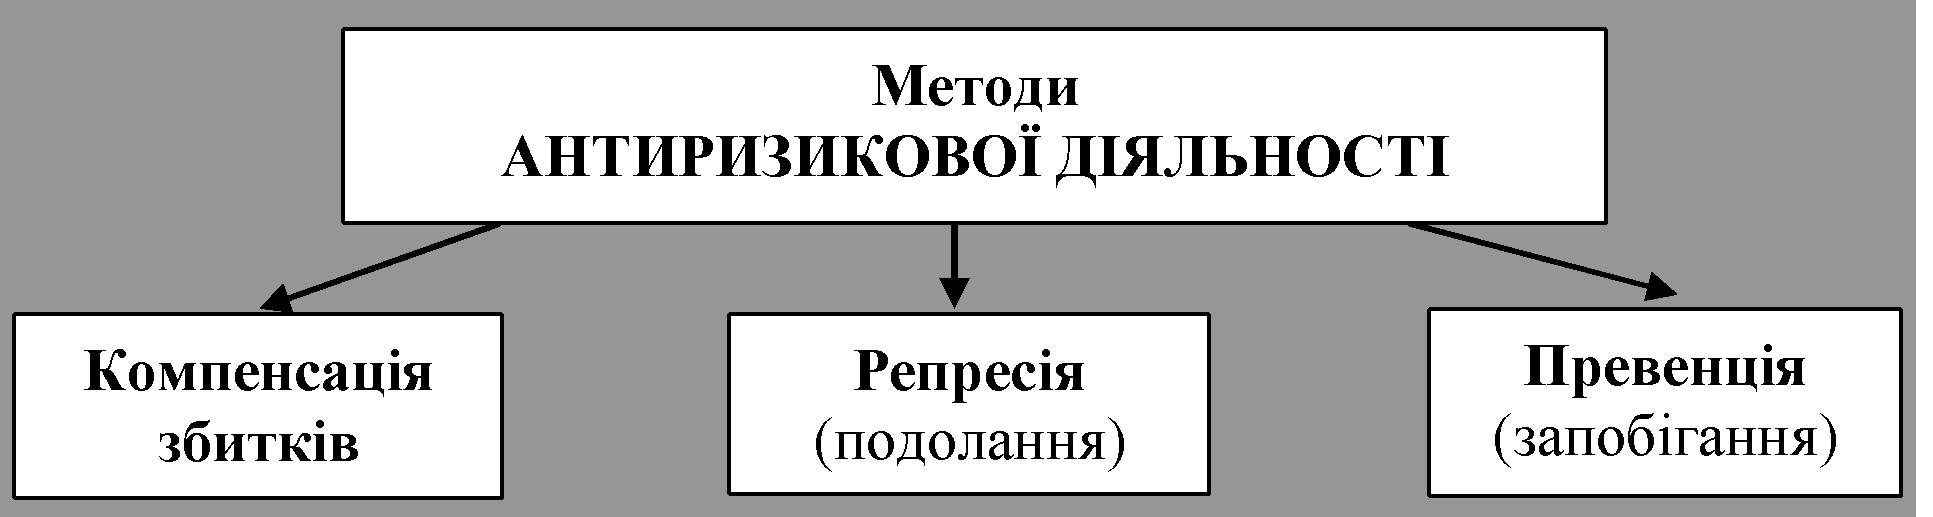 Методи
АНТИРИЗИКОВОЇ ДІЯЛЬНОСТІ
Компенсація
збитків
Репресія
(подолання)
Превенція
(запобігання)